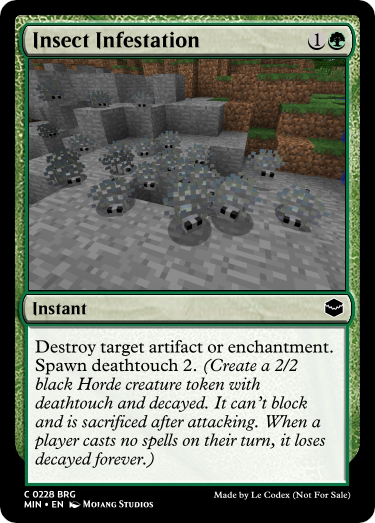 Insect Infestation 1
Instant
Destroy target artifact or enchantment.
Spawn deathtouch 2. (Create a 2/2
black Horde creature token with
deathtouch and decayed. It can't block
and is sacrificed after attacking. When a
player casts no spells on their turn, it loses
decayed forever.)
C 0228 BRG
MIN • EN Mojang Studios
Made by Le Codex (Not For Sale)